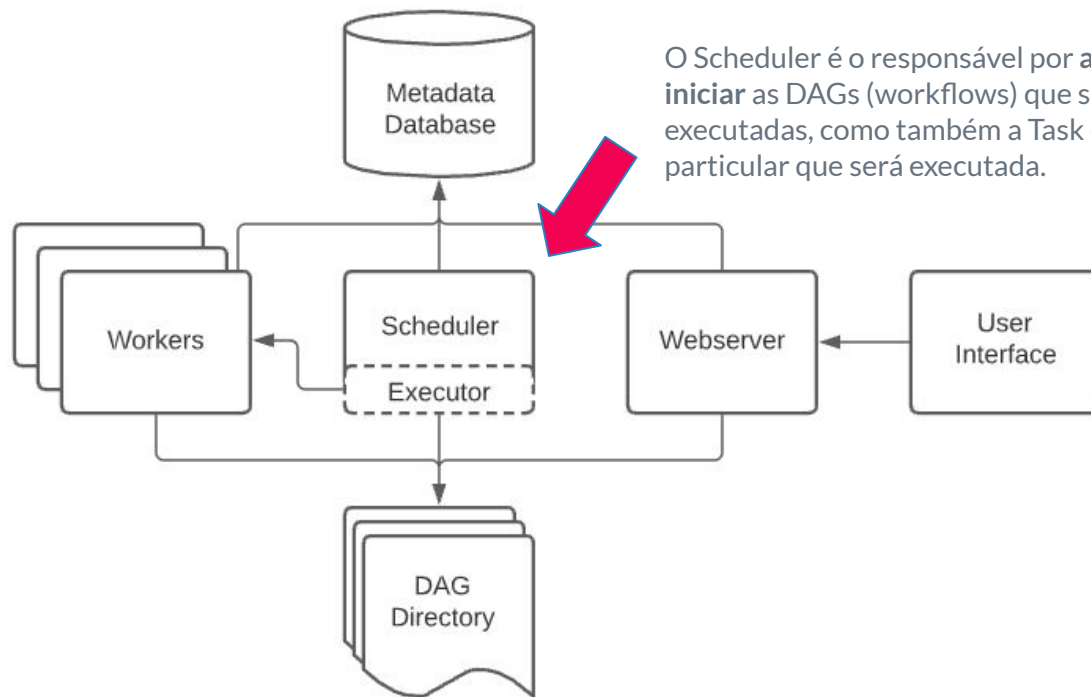 Metadata
Database
O Scheduler é o responsável por
iniciar as DAGs (workflows) que
executadas, como também a Task
particular que será executada.
Workers
Scheduler
Executor
Webserver
User
Interface
DAG
Directory